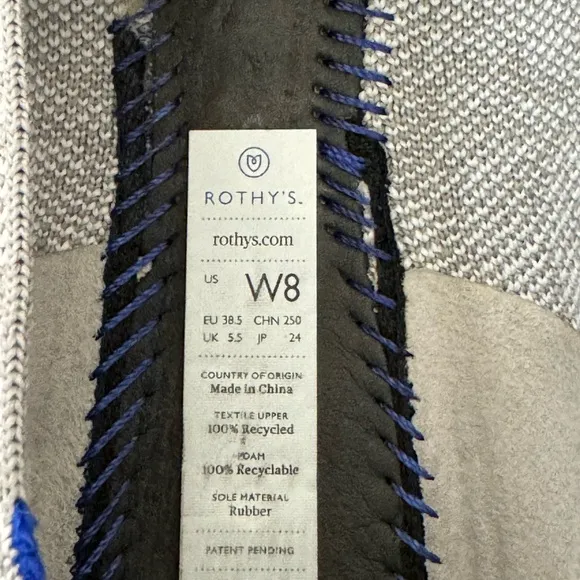 ROTHY'S™
rothys.com
US W8
EU 38.5 CHN 250
UK 5.5 JP 24
COUNTRY OF ORIGIN
Made in China
TEXTILE UPPER
100% Recycled
FOAM
100% Recyclable
SOLE MATERIAL
Rubber
PATENT PENDING